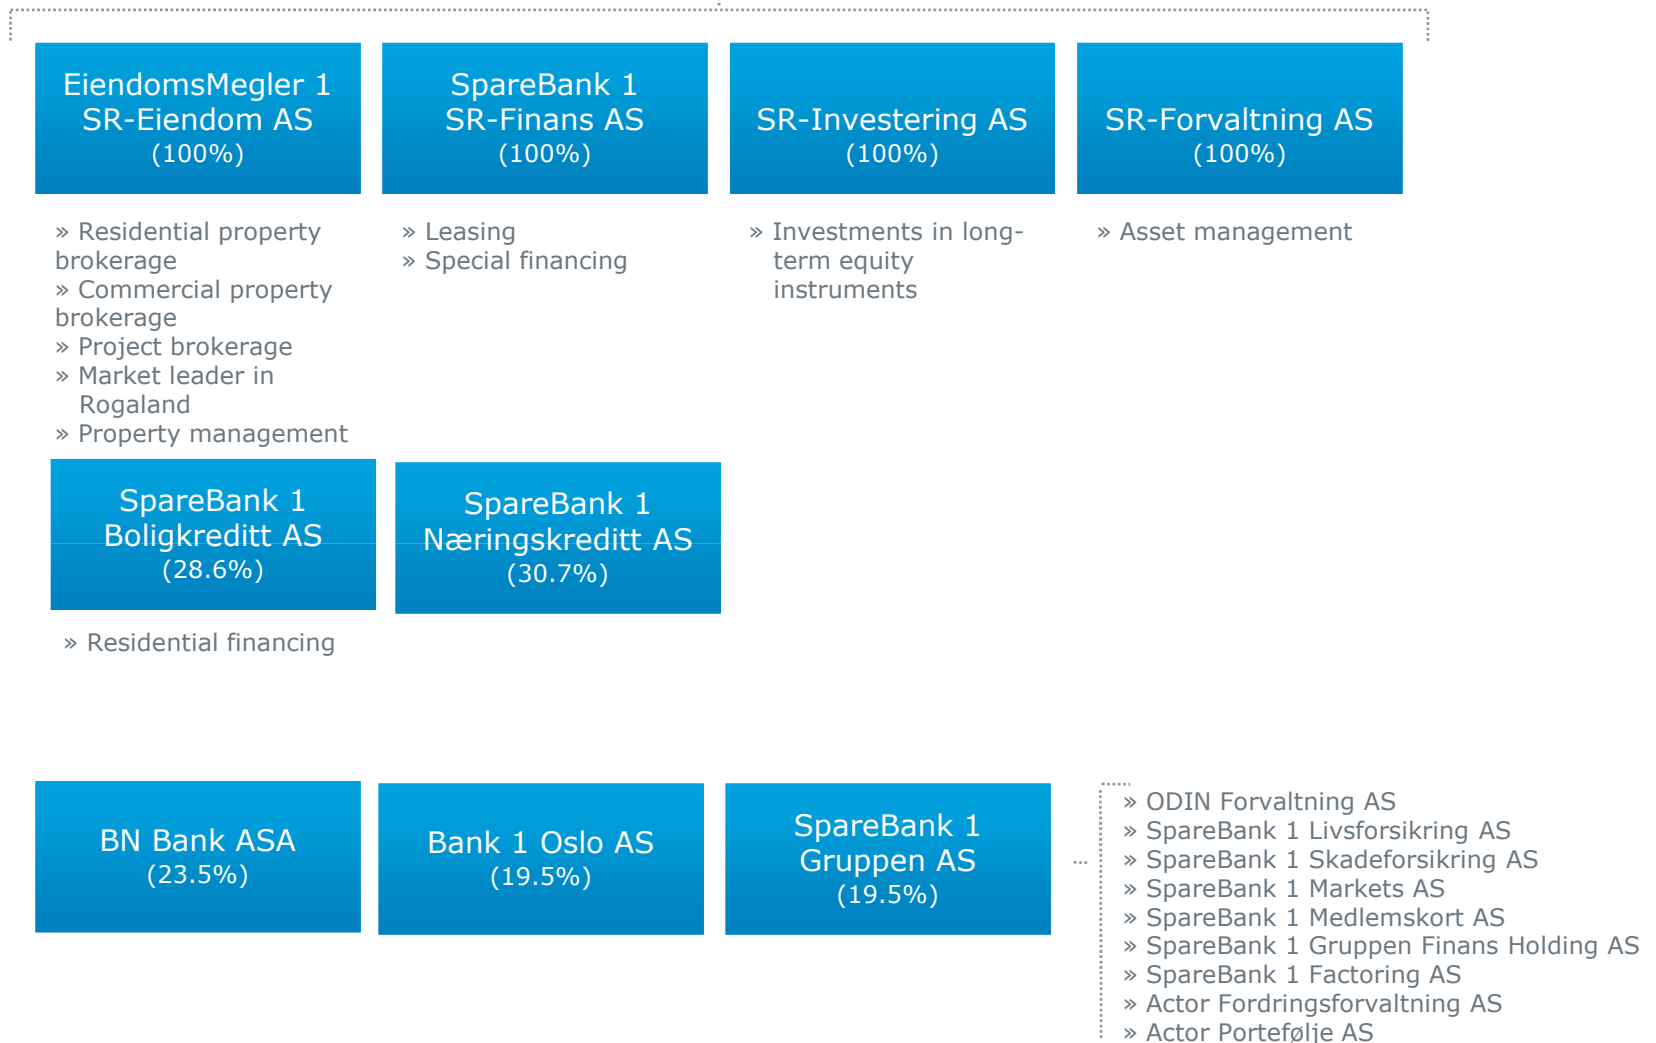 EiendomsMegler 1
SR-Eiendom AS
(100%)
SpareBank 1
SR-Finans AS
(100%)
SR-Investering AS
(100%)
SR-Forvaltning AS
(100%)
» Residential property
brokerage
» Commercial property
brokerage
» Project brokerage
» Market leader in
Rogaland
» Property management
» Leasing
» Special financing
» Investments in long-
term equity
instruments
» Asset management
SpareBank 1
Boligkreditt AS
(28.6%)
SpareBank 1
Næringskreditt AS
(30.7%)
» Residential financing
BN Bank ASA
(23.5%)
Bank 1 Oslo AS
(19.5%)
SpareBank 1
Gruppen AS
(19.5%)
» ODIN Forvaltning AS
» SpareBank 1 Livsforsikring AS
» SpareBank 1 Skadeforsikring AS
» SpareBank 1 Markets AS
» SpareBank 1 Medlemskort AS
» SpareBank 1 Gruppen Finans Holding AS
» SpareBank 1 Factoring AS
» Actor Fordringsforvaltning AS
» Actor Portefølje AS